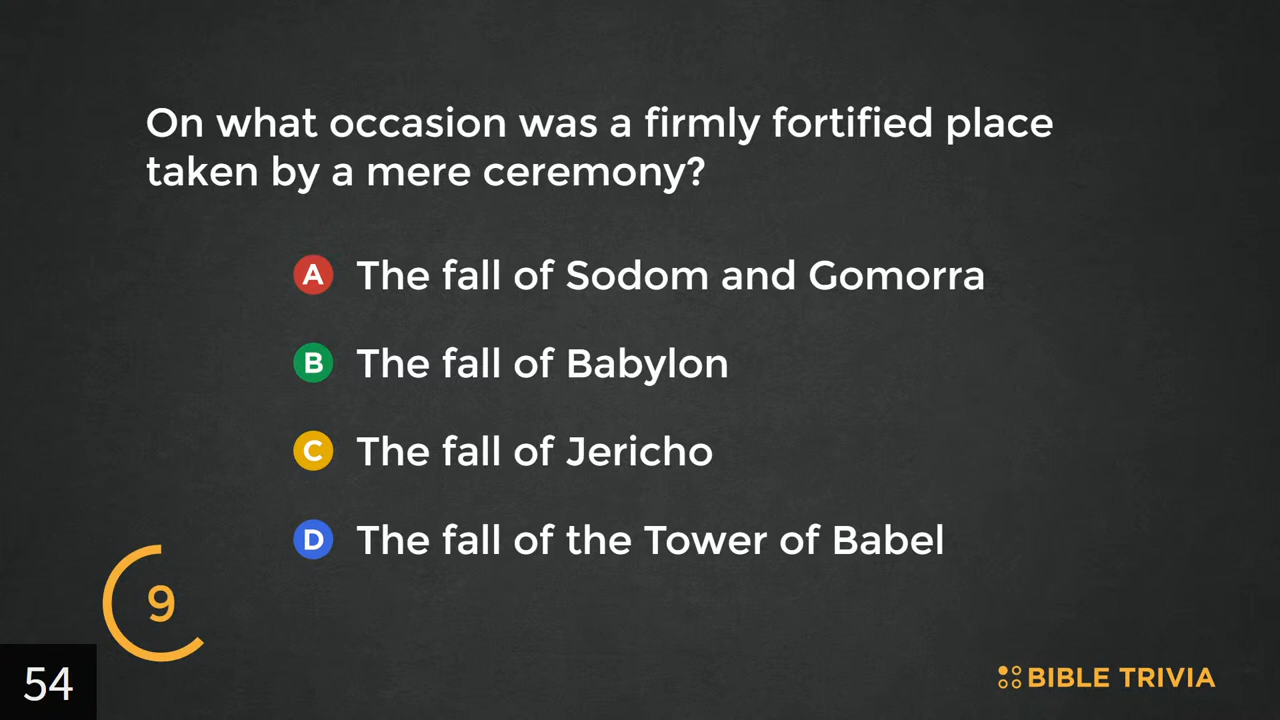 On what occasion was a firmly fortified place
taken by a mere ceremony?
A The fall of Sodom and Gomorra
B The fall of Babylon
C The fall of Jericho
D The fall of the Tower of Babel
9
54
BIBLE TRIVIA